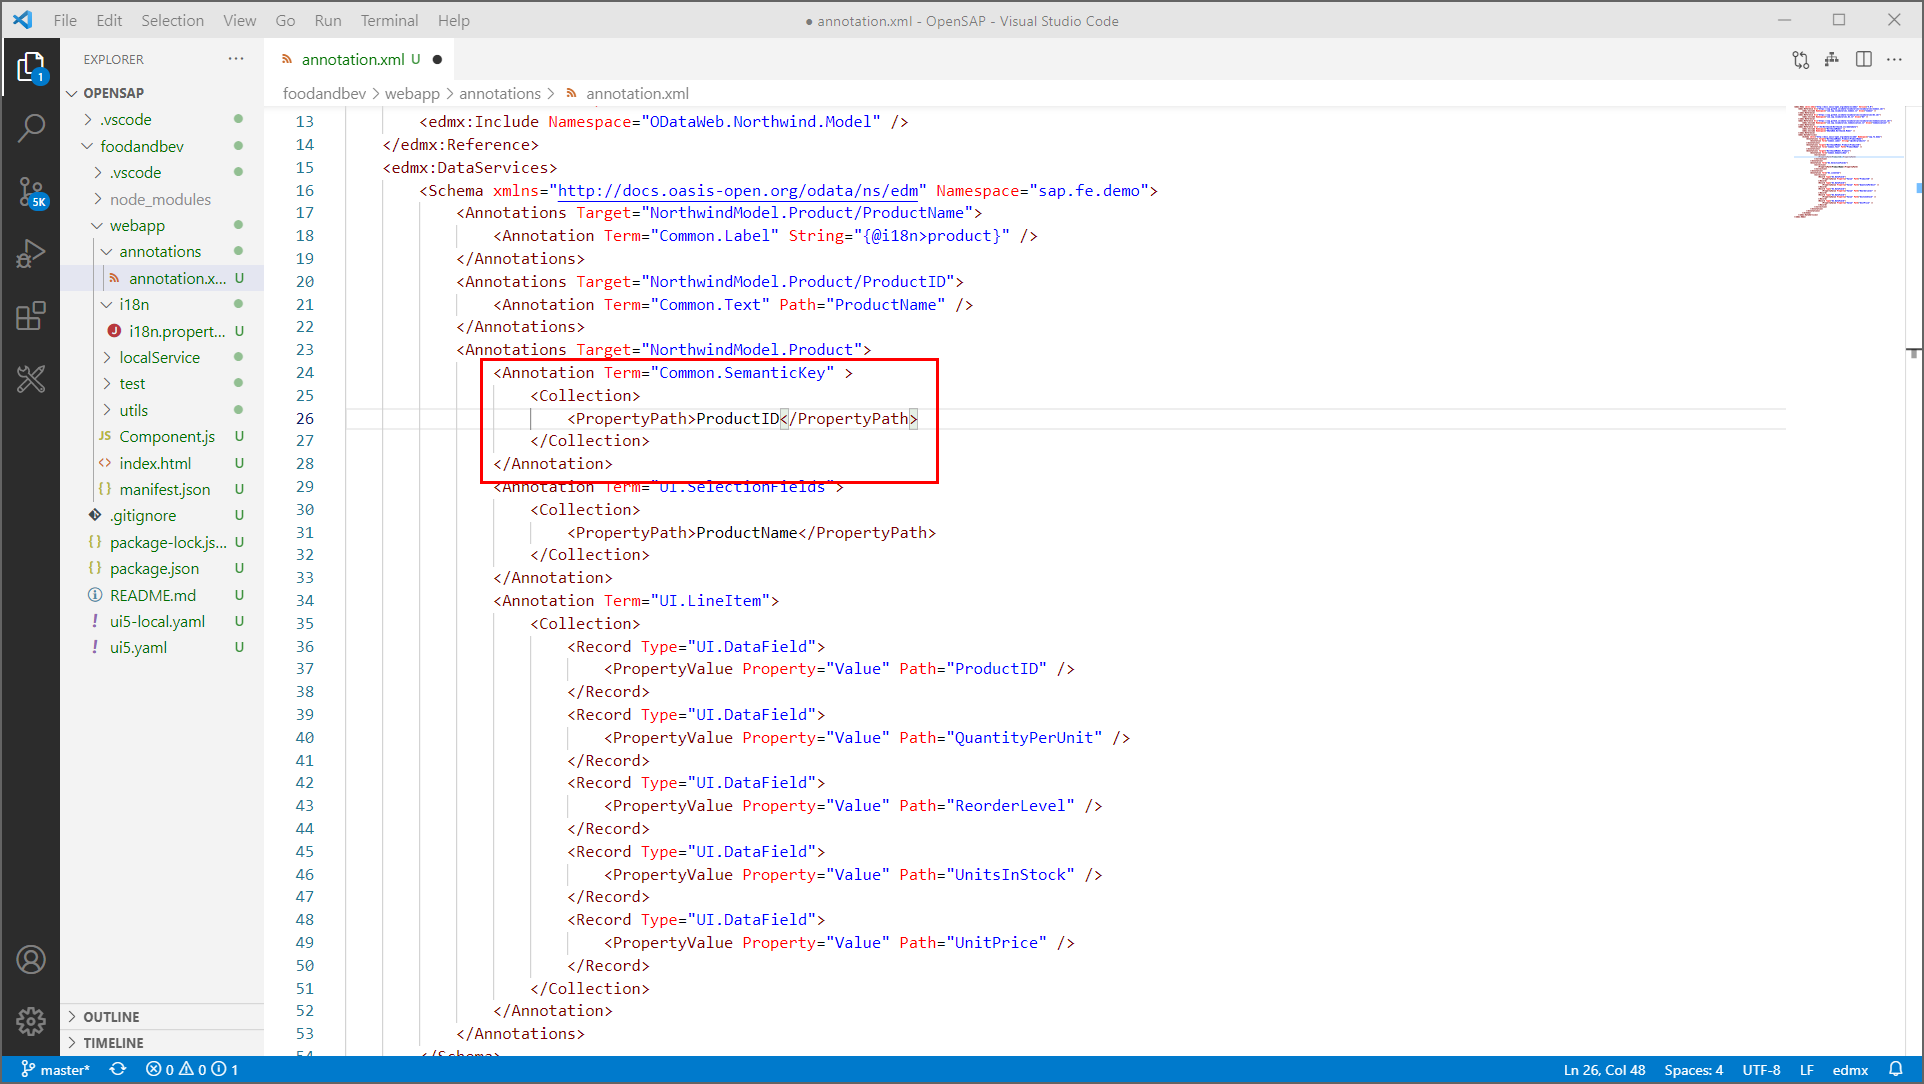 File Edit Selection View Go Run Terminal Help
● annotation.xml - OpenSAP - Visual Studio Code
EXPLORER
OPENSAP
.vscode
foodandbev
.vscode
node_modules
webapp
annotations
annotation.x... U
i18n
i18n.propert... U
localService
test
utils
JS Component.js U
<> index.html U
{} manifest.json U
.gitignore U
{} package-lock.js... U
{} package.json U
README.md U
! ui5-local.yaml U
! ui5.yaml U
OUTLINE
TIMELINE
1
5K
annotation.xml U ●
foodandbev > webapp > annotations > annotation.xml
13 <edmx:Include Namespace="ODataWeb.Northwind.Model" />
14 </edmx:Reference>
15 <edmx:DataServices>
16 <Schema xmlns="http://docs.oasis-open.org/odata/ns/edm" Namespace="sap.fe.demo">
17 <Annotations Target="NorthwindModel.Product/ProductName">
18 <Annotation Term="Common.Label" String="{@i18n>product}" />
19 </Annotations>
20 <Annotations Target="NorthwindModel.Product/ProductID">
21 <Annotation Term="Common.Text" Path="ProductName" />
22 </Annotations>
23 <Annotations Target="NorthwindModel.Product">
24 <Annotation Term="Common.SemanticKey" >
25 <Collection>
26 <PropertyPath>ProductID</PropertyPath>
27 </Collection>
28 </Annotation>
29 <Annotation Term="UI.SelectionFields">
30 <Collection>
31 <PropertyPath>ProductName</PropertyPath>
32 </Collection>
33 </Annotation>
34 <Annotation Term="UI.LineItem">
35 <Collection>
36 <Record Type="UI.DataField">
37 <PropertyValue Property="Value" Path="ProductID" />
38 </Record>
39 <Record Type="UI.DataField">
40 <PropertyValue Property="Value" Path="QuantityPerUnit" />
41 </Record>
42 <Record Type="UI.DataField">
43 <PropertyValue Property="Value" Path="ReorderLevel" />
44 </Record>
45 <Record Type="UI.DataField">
46 <PropertyValue Property="Value" Path="UnitsInStock" />
47 </Record>
48 <Record Type="UI.DataField">
49 <PropertyValue Property="Value" Path="UnitPrice" />
50 </Record>
51 </Collection>
52 </Annotation>
53 </Annotations>
54 </Schema>
master* 0 0 1
Ln 26, Col 48 Spaces: 4 UTF-8 LF edmx